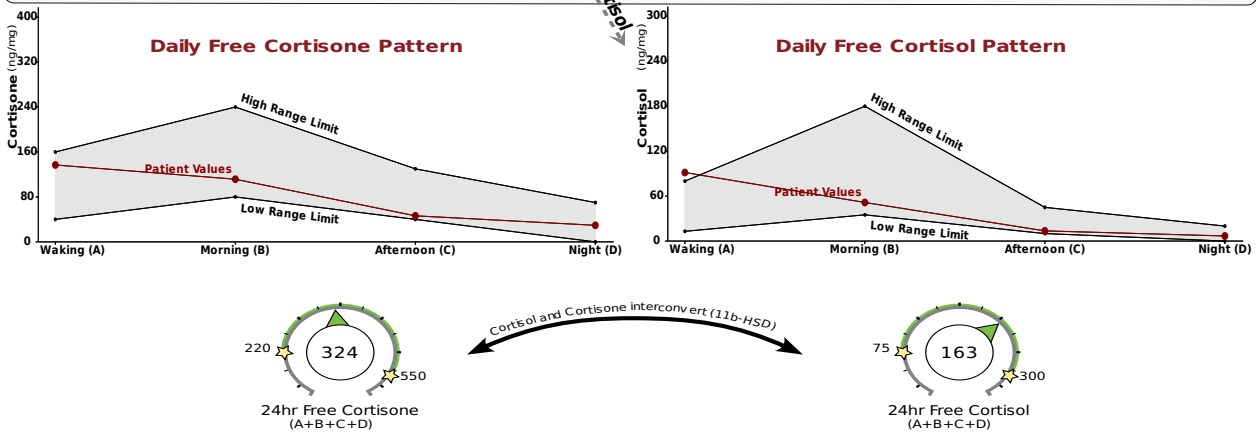 tisol
Daily Free Cortisone Pattern
Cortisone (ng/mg)
400
320
240
160
80
0
High Range Limit
Patient Values
Low Range Limit
Waking (A)
Morning (B)
Afternoon (C)
Night (D)
Daily Free Cortisol Pattern
Cortisol (ng/mg)
300
240
180
120
60
0
High Range Limit
Patient Values
Low Range Limit
Waking (A)
Morning (B)
Afternoon (C)
Night (D)
220
324
550
24hr Free Cortisone
(A+B+C+D)
Cortisol and Cortisone interconvert (11b-HSD)
75
163
300
24hr Free Cortisol
(A+B+C+D)